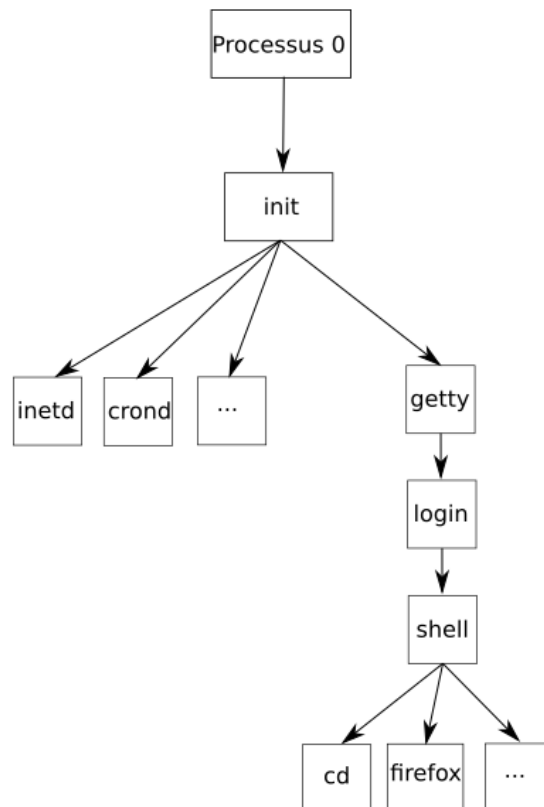 Processus 0
init
inetd
crond
...
getty
login
shell
cd
firefox
...